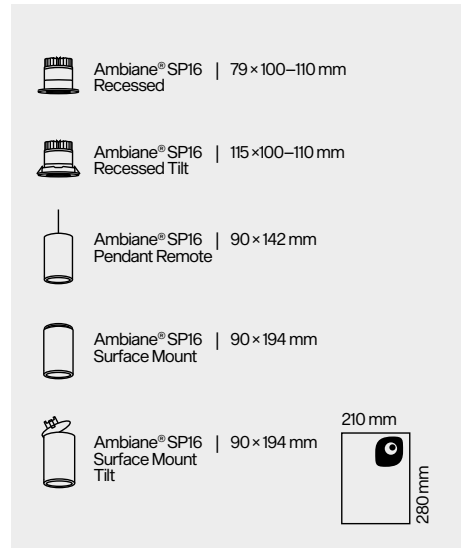 Ambiane® SP16 | 79 × 100–110 mm
Recessed
Ambiane® SP16 | 115 ×100–110 mm
Recessed Tilt
Ambiane® SP16 | 90 × 142 mm
Pendant Remote
Ambiane® SP16 | 90 × 194 mm
Surface Mount
Ambiane® SP16 | 90 × 194 mm
Surface Mount
Tilt
210 mm
280 mm